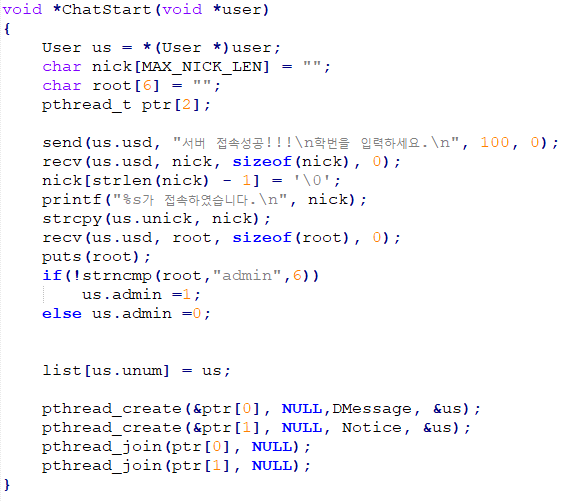 void *ChatStart(void *user)
{
    User us = *(User *)user;
    char nick[MAX_NICK_LEN] = "";
    char root[6] = "";
    pthread_t ptr[2];

    send(us.usd, "서버 접속성공!!!\n학번을 입력하세요.\n", 100, 0);
    recv(us.usd, nick, sizeof(nick), 0);
    nick[strlen(nick) - 1] = '\0';
    printf("%s가 접속하였습니다.\n", nick);
    strcpy(us.unick, nick);
    recv(us.usd, root, sizeof(root), 0);
    puts(root);
    if(!strncmp(root,"admin",6))
        us.admin =1;
    else us.admin =0;


    list[us.unum] = us;

    pthread_create(&ptr[0], NULL,DMessage, &us);
    pthread_create(&ptr[1], NULL, Notice, &us);
    pthread_join(ptr[0], NULL);
    pthread_join(ptr[1], NULL);
}